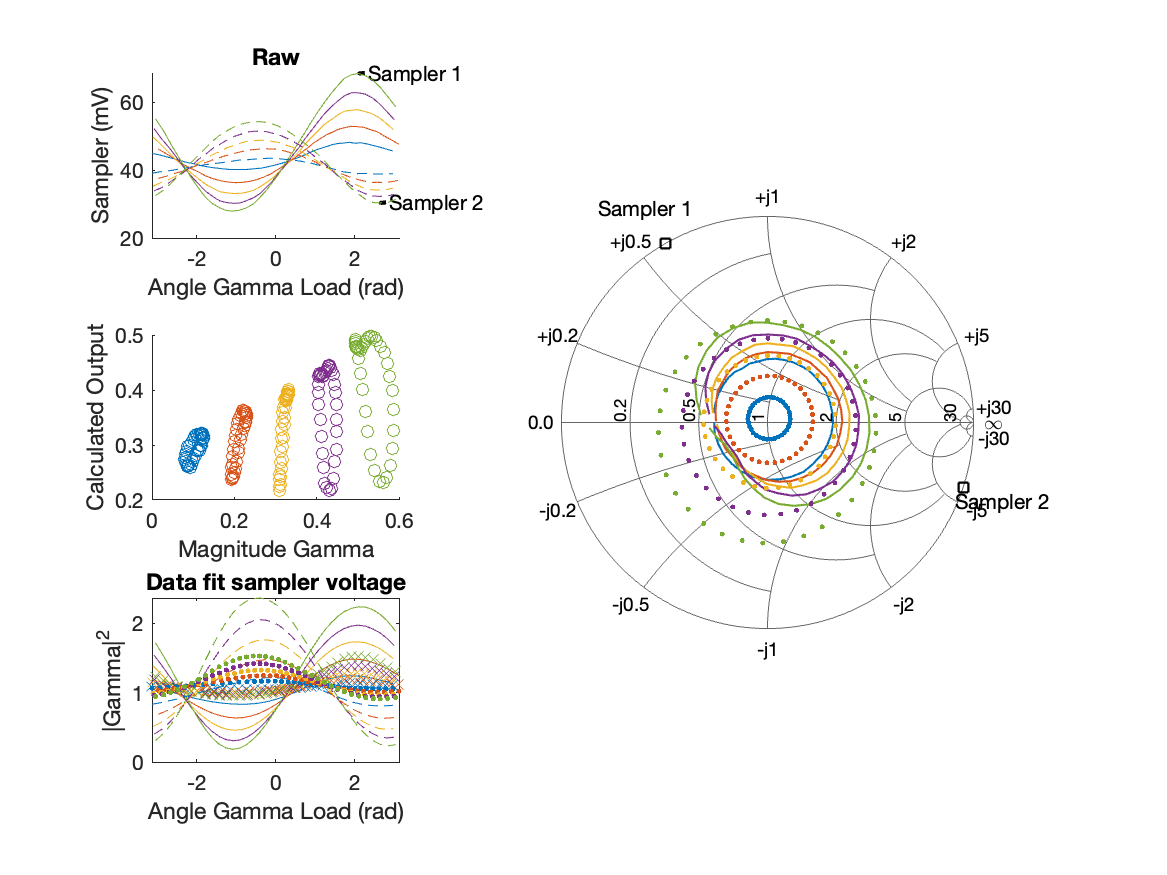 Raw
Sampler (mV)
60
40
20
-2
0
2
Angle Gamma Load (rad)
Sampler 1
Sampler 2
Calculated Output
0.5
0.4
0.3
0.2
0
0.2
0.4
0.6
Magnitude Gamma
Data fit sampler voltage
|Gamma|²
2
1
0
-2
0
2
Angle Gamma Load (rad)
+j1
Sampler 1
+j0.5
+j2
+j0.2
+j5
0.0
0.2
0.5
1
2
5
30
+j30
∞
-j30
-j0.2
Sampler 2
-j5
-j0.5
-j2
-j1